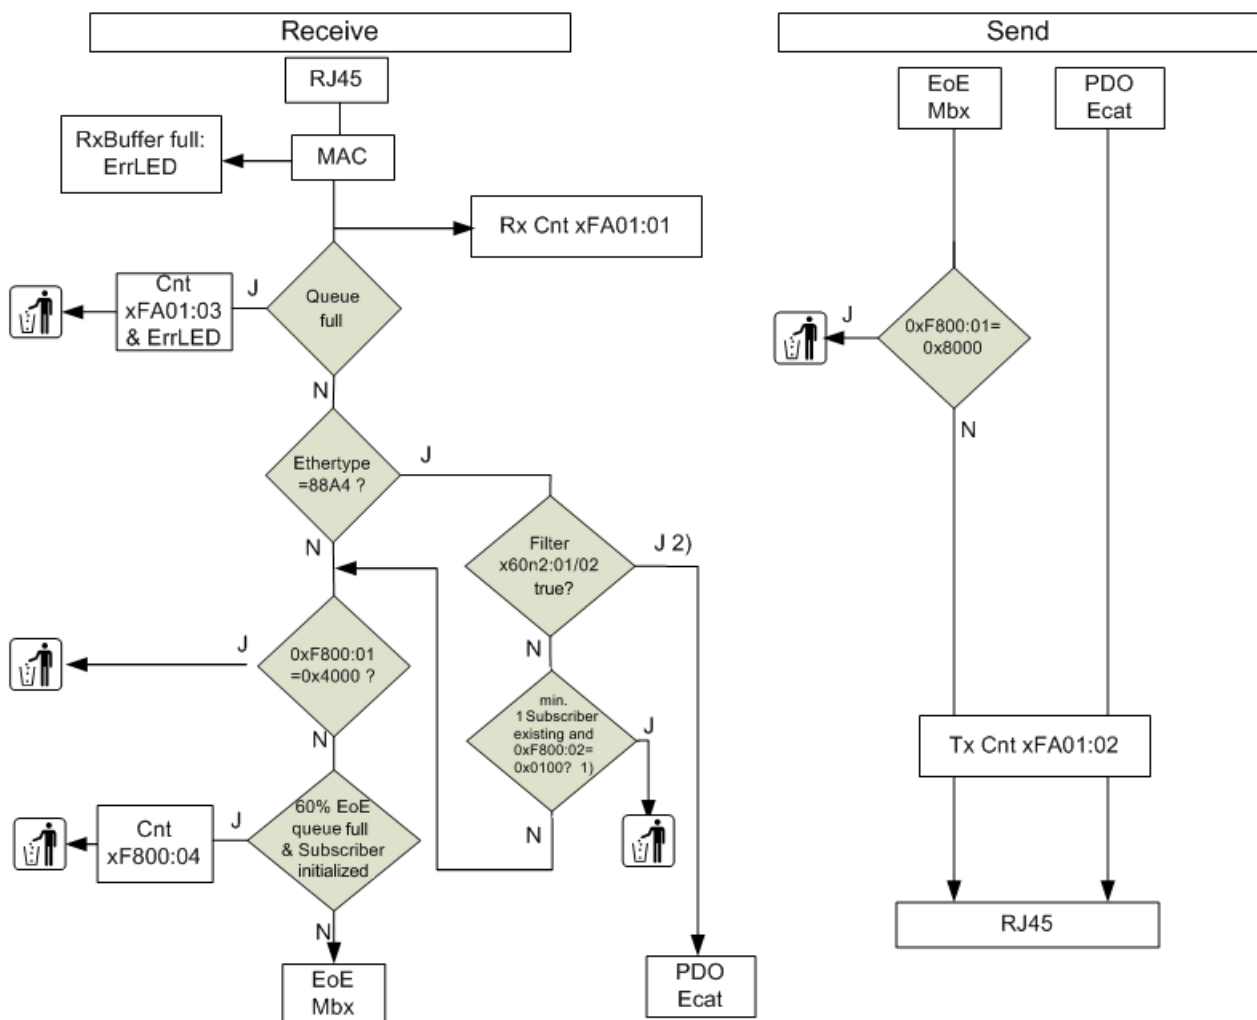 Receive
Send
RJ45
EoE
Mbx
PDO
Ecat
RxBuffer full:
ErrLED
MAC
Rx Cnt xFA01:01
Cnt
xFA01:03
& ErrLED
J
Queue
full
N
J
0xF800:01=
0x8000
N
Ethertype
=88A4 ?
J
N
Filter
x60n2:01/02
true?
J 2)
N
J
0xF800:01
=0x4000 ?
N
min.
1 Subscriber
existing and
0xF800:02=
0x0100? 1)
J
N
Tx Cnt xFA01:02
Cnt
xF800:04
J
60% EoE
queue full
& Subscriber
initialized
N
EoE
Mbx
PDO
Ecat
RJ45